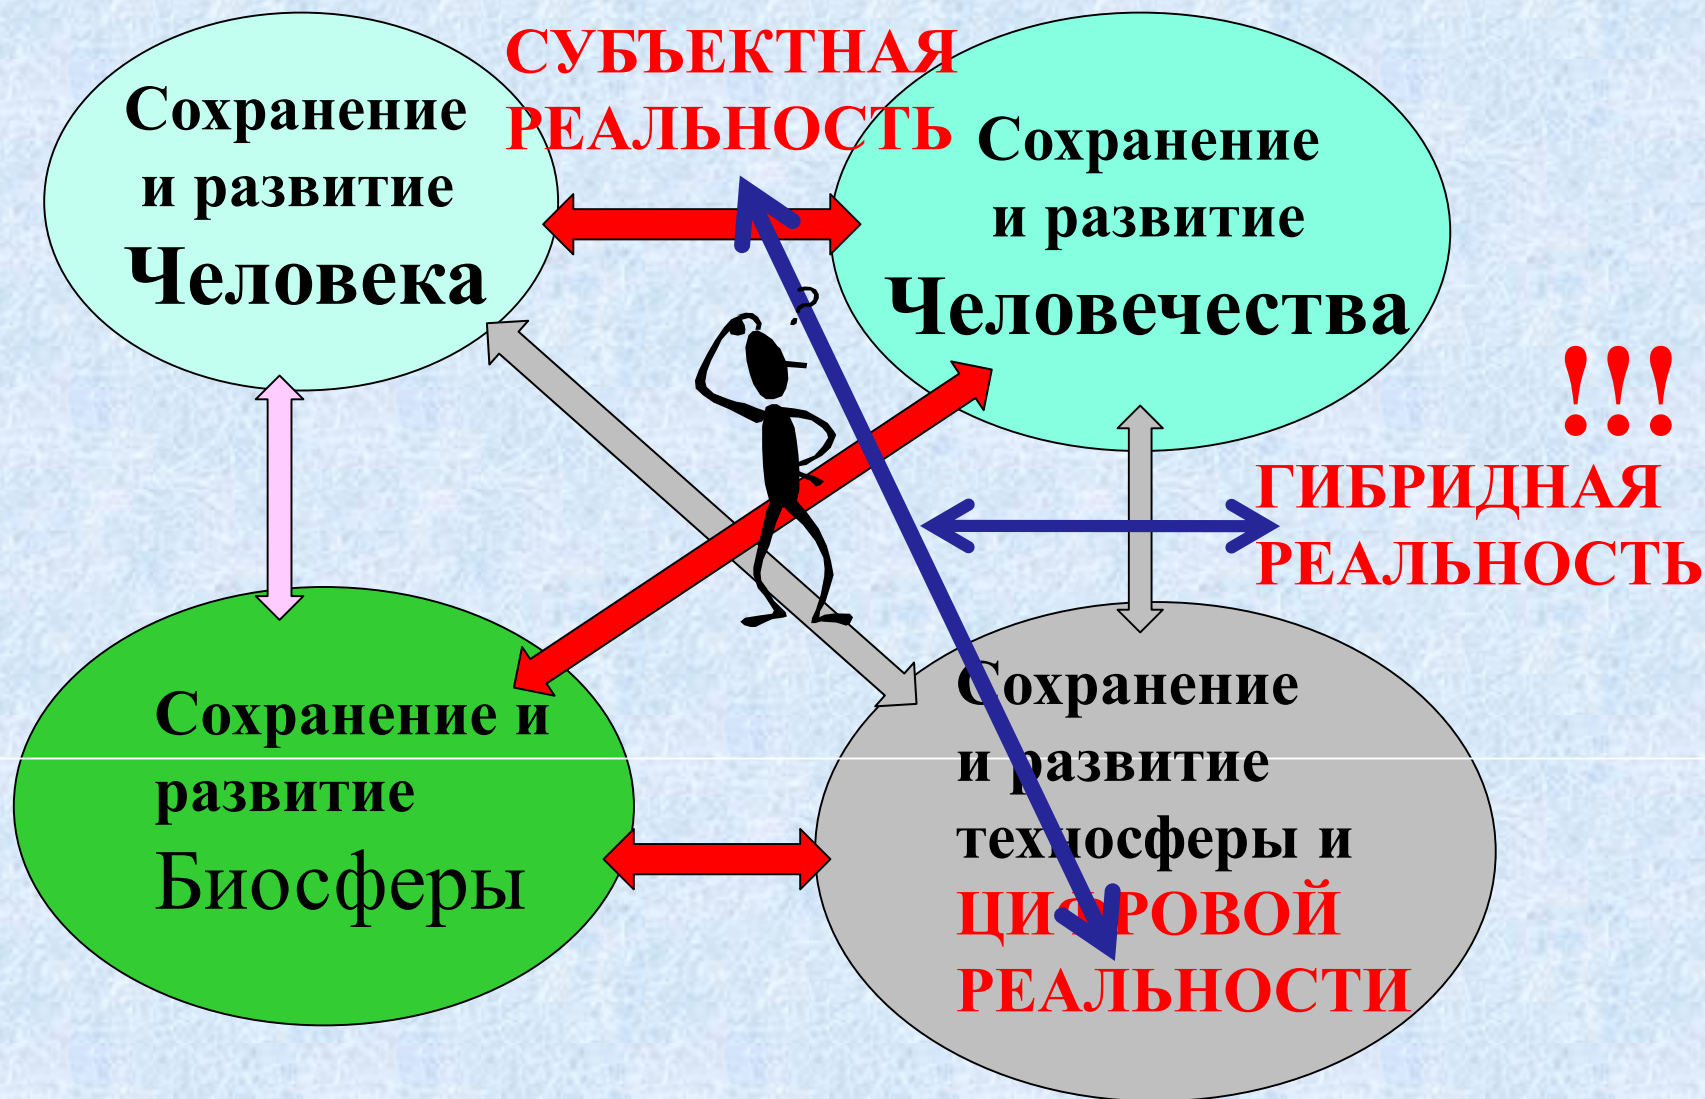 СУБЪЕКТНАЯ
РЕАЛЬНОСТЬ
Сохранение
и развитие
Человека
Сохранение
и развитие
Человечества
?
!!!
ГИБРИДНАЯ
РЕАЛЬНОСТЬ
Сохранение и
развитие
Биосферы
Сохранение
и развитие
техносферы и
ЦИФРОВОЙ
РЕАЛЬНОСТИ